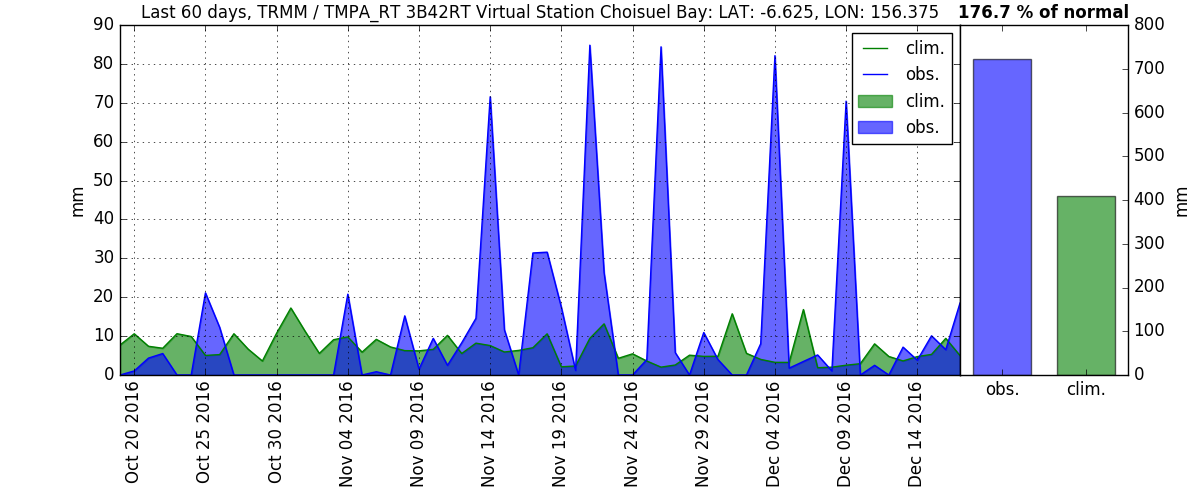 Last 60 days, TRMM / TMPA_RT 3B42RT Virtual Station Choisuel Bay: LAT: -6.625, LON: 156.375 176.7 % of normal
90
80
70
60
50
40
30
20
10
0
mm
clim.
obs.
clim.
obs.
Oct 20 2016
Oct 25 2016
Oct 30 2016
Nov 04 2016
Nov 09 2016
Nov 14 2016
Nov 19 2016
Nov 24 2016
Nov 29 2016
Dec 04 2016
Dec 09 2016
Dec 14 2016
800
700
600
500
400
300
200
100
0
mm
obs. clim.